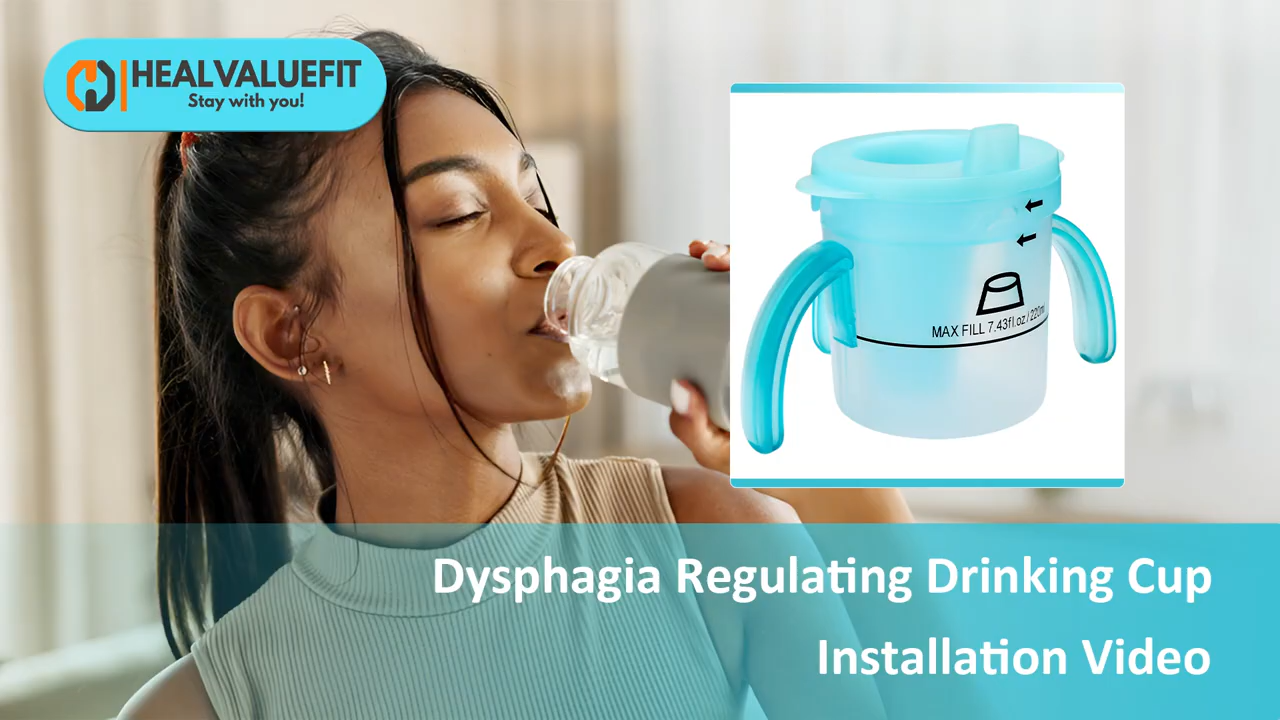 HEALVALUEFIT
Stay with you!
MAX FILL 7.43fl.oz / 220ml
Dysphagia Regulating Drinking Cup
Installation Video